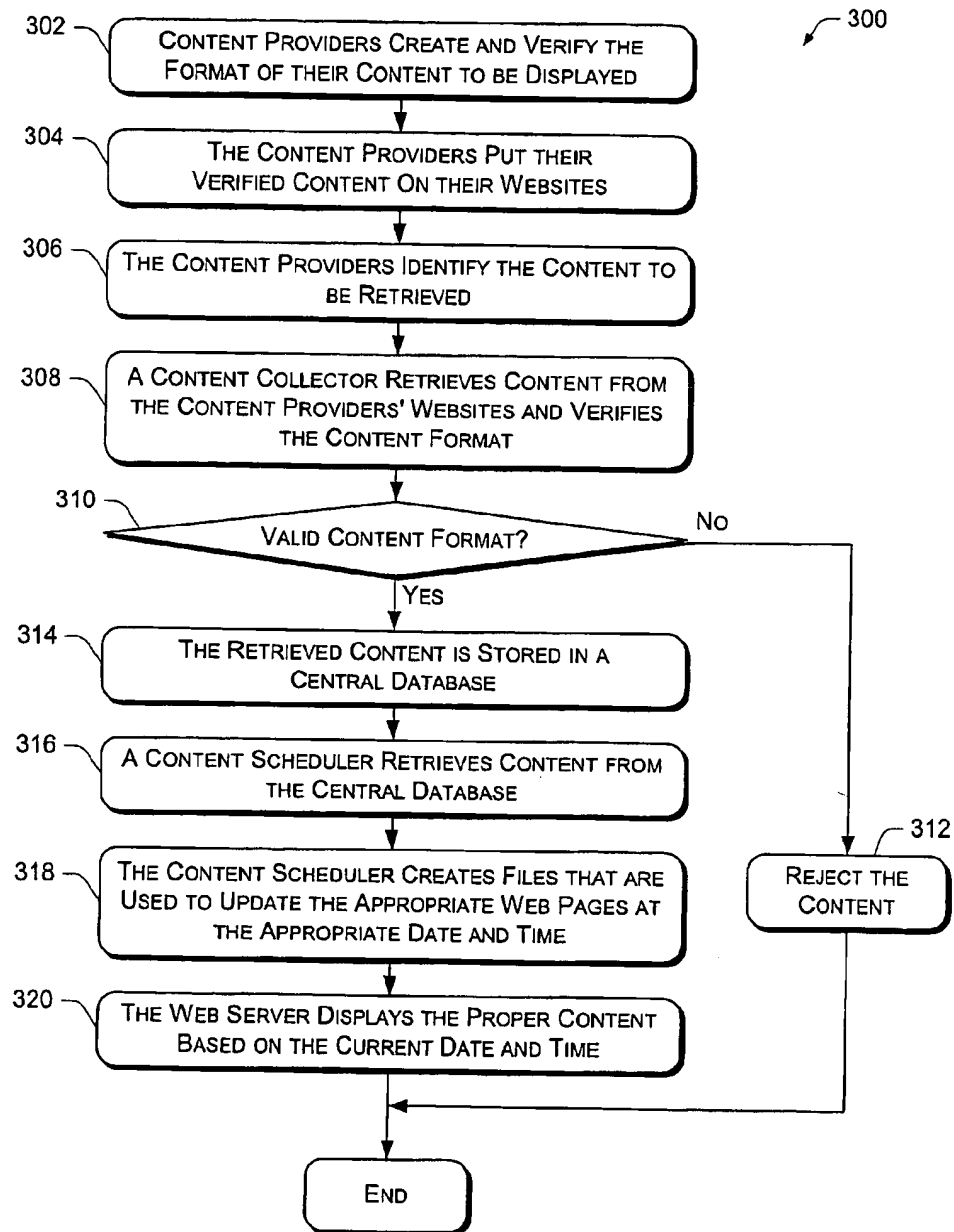 300
302
CONTENT PROVIDERS CREATE AND VERIFY THE
FORMAT OF THEIR CONTENT TO BE DISPLAYED
304
THE CONTENT PROVIDERS PUT THEIR
VERIFIED CONTENT ON THEIR WEBSITES
306
THE CONTENT PROVIDERS IDENTIFY THE CONTENT TO
BE RETRIEVED
308
A CONTENT COLLECTOR RETRIEVES CONTENT FROM
THE CONTENT PROVIDERS' WEBSITES AND VERIFIES
THE CONTENT FORMAT
310
VALID CONTENT FORMAT?
NO
YES
314
THE RETRIEVED CONTENT IS STORED IN A
CENTRAL DATABASE
316
A CONTENT SCHEDULER RETRIEVES CONTENT FROM
THE CENTRAL DATABASE
312
REJECT THE
CONTENT
318
THE CONTENT SCHEDULER CREATES FILES THAT ARE
USED TO UPDATE THE APPROPRIATE WEB PAGES AT
THE APPROPRIATE DATE AND TIME
320
THE WEB SERVER DISPLAYS THE PROPER CONTENT
BASED ON THE CURRENT DATE AND TIME
END